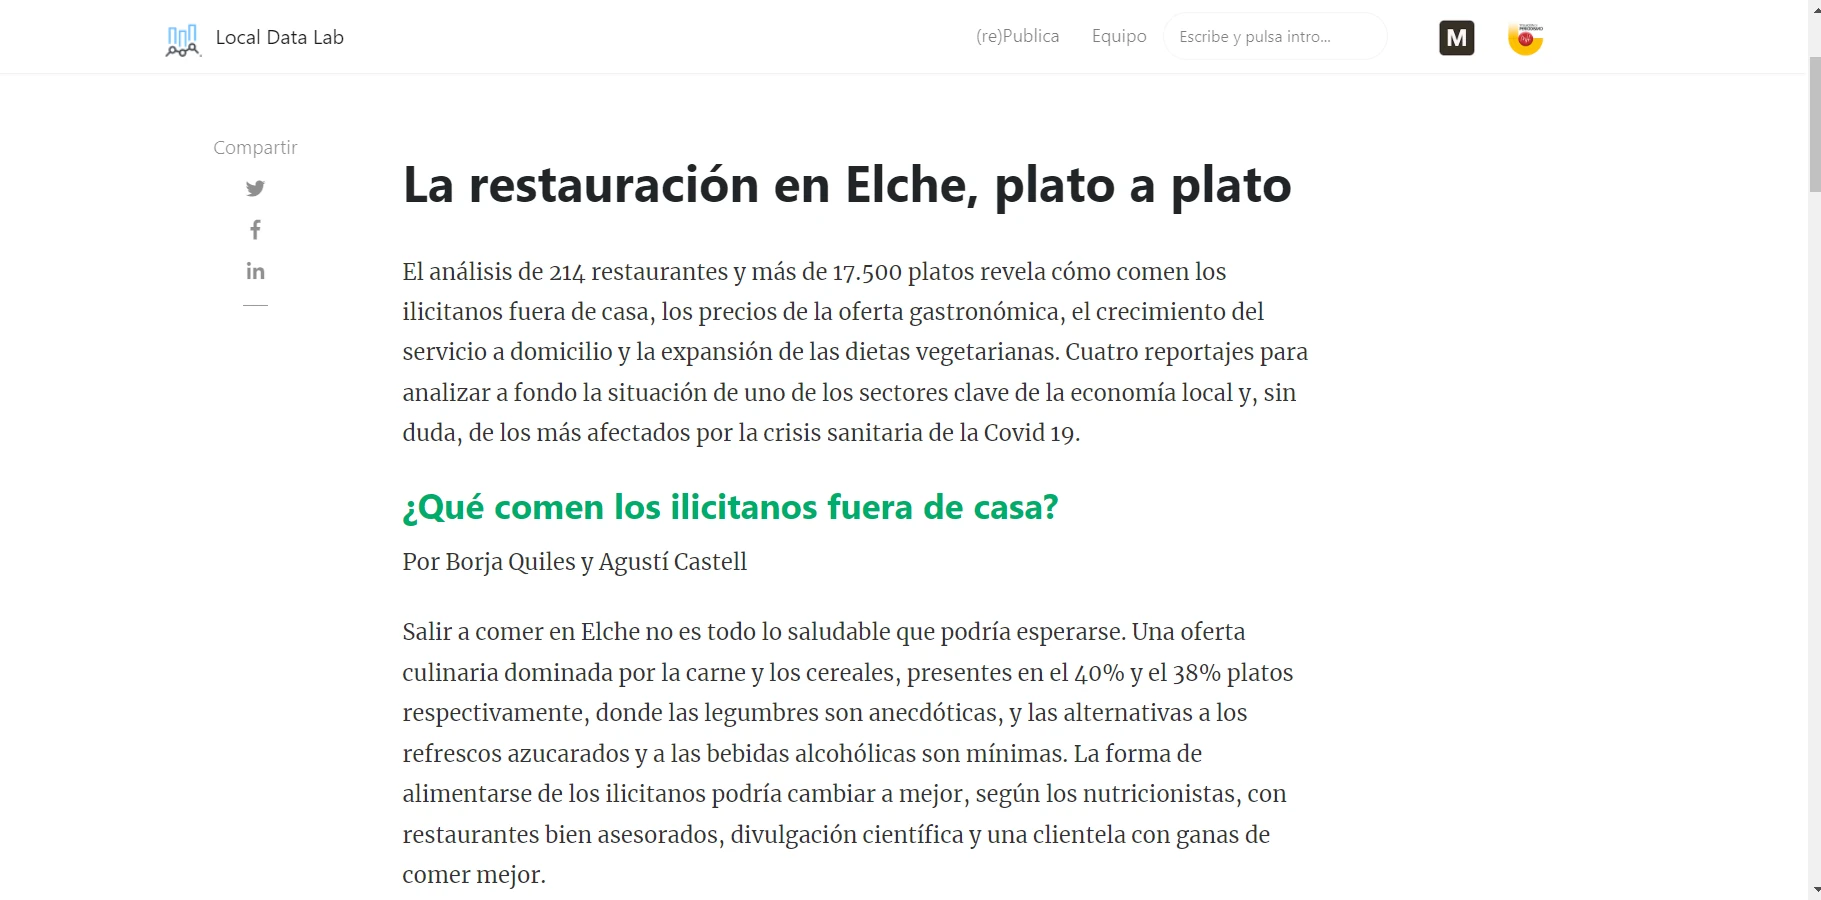 Local Data Lab
(re)Publica
Equipo
Escribe y pulsa intro...
M
Compartir
La restauración en Elche, plato a plato
El análisis de 214 restaurantes y más de 17.500 platos revela cómo comen los
ilicitanos fuera de casa, los precios de la oferta gastronómica, el crecimiento del
servicio a domicilio y la expansión de las dietas vegetarianas. Cuatro reportajes para
analizar a fondo la situación de uno de los sectores clave de la economía local y, sin
duda, de los más afectados por la crisis sanitaria de la Covid 19.
¿Qué comen los ilicitanos fuera de casa?
Por Borja Quiles y Agustí Castell
Salir a comer en Elche no es todo lo saludable que podría esperarse. Una oferta
culinaria dominada por la carne y los cereales, presentes en el 40% y el 38% platos
respectivamente, donde las legumbres son anecdóticas, y las alternativas a los
refrescos azucarados y a las bebidas alcohólicas son mínimas. La forma de
alimentarse de los ilicitanos podría cambiar a mejor, según los nutricionistas, con
restaurantes bien asesorados, divulgación científica y una clientela con ganas de
comer mejor.